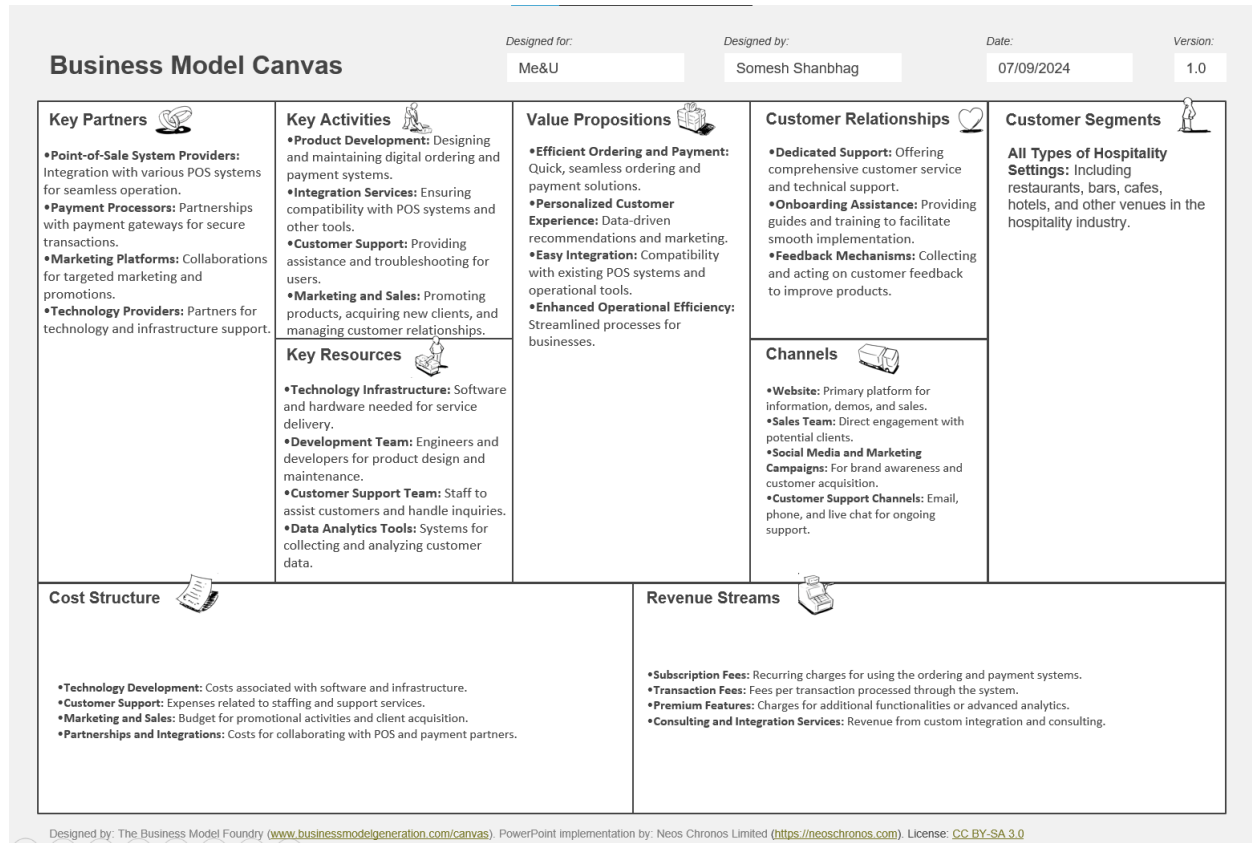 Business Model Canvas
Designed for:
Me&U
Designed by:
Somesh Shanbhag
Date:
07/09/2024
Version:
1.0
Key Partners
•Point-of-Sale System Providers:
Integration with various POS systems
for seamless operation.
•Payment Processors: Partnerships
with payment gateways for secure
transactions.
•Marketing Platforms: Collaborations
for targeted marketing and
promotions.
•Technology Providers: Partners for
technology and infrastructure support.
Key Activities
•Product Development: Designing
and maintaining digital ordering and
payment systems.
•Integration Services: Ensuring
compatibility with POS systems and
other tools.
•Customer Support: Providing
assistance and troubleshooting for
users.
•Marketing and Sales: Promoting
products, acquiring new clients, and
managing customer relationships.
Key Resources
•Technology Infrastructure: Software
and hardware needed for service
delivery.
•Development Team: Engineers and
developers for product design and
maintenance.
•Customer Support Team: Staff to
assist customers and handle inquiries.
•Data Analytics Tools: Systems for
collecting and analyzing customer
data.
Value Propositions
•Efficient Ordering and Payment:
Quick, seamless ordering and
payment solutions.
•Personalized Customer
Experience: Data-driven
recommendations and marketing.
•Easy Integration: Compatibility
with existing POS systems and
operational tools.
•Enhanced Operational Efficiency:
Streamlined processes for
businesses.
Customer Relationships
•Dedicated Support: Offering
comprehensive customer service
and technical support.
•Onboarding Assistance: Providing
guides and training to facilitate
smooth implementation.
•Feedback Mechanisms: Collecting
and acting on customer feedback
to improve products.
Channels
•Website: Primary platform for
information, demos, and sales.
•Sales Team: Direct engagement with
potential clients.
•Social Media and Marketing
Campaigns: For brand awareness and
customer acquisition.
•Customer Support Channels: Email,
phone, and live chat for ongoing
support.
Customer Segments
All Types of Hospitality
Settings: Including
restaurants, bars, cafes,
hotels, and other venues in the
hospitality industry.
Cost Structure
•Technology Development: Costs associated with software and infrastructure.
•Customer Support: Expenses related to staffing and support services.
•Marketing and Sales: Budget for promotional activities and client acquisition.
•Partnerships and Integrations: Costs for collaborating with POS and payment partners.
Revenue Streams
•Subscription Fees: Recurring charges for using the ordering and payment systems.
•Transaction Fees: Fees per transaction processed through the system.
•Premium Features: Charges for additional functionalities or advanced analytics.
•Consulting and Integration Services: Revenue from custom integration and consulting.
Designed by: The Business Model Foundry (www.businessmodelgeneration.com/canvas). PowerPoint implementation by: Neos Chronos Limited (https://neoschronos.com). License: CC BY-SA 3.0